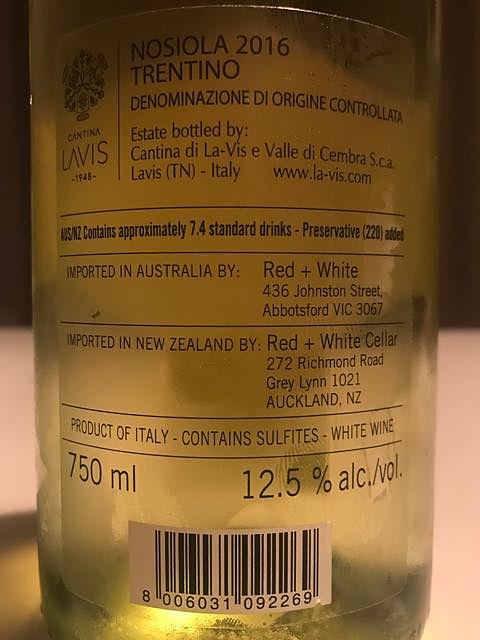 NOSIOLA 2016
TRENTINO
DENOMINAZIONE DI ORIGINE CONTROLLATA
CANTINA
LAVIS
-1948-
Estate bottled by:
Cantina di La-Vis e Valle di Cembra S.c.a.
Lavis (TN) - Italy www.la-vis.com
AUS/NZ Contains approximately 7.4 standard drinks - Preservative (220) added
IMPORTED IN AUSTRALIA BY: Red + White
436 Johnston Street,
Abbotsford VIC 3067
IMPORTED IN NEW ZEALAND BY: Red + White Cellar
272 Richmond Road
Grey Lynn 1021
AUCKLAND, NZ
PRODUCT OF ITALY - CONTAINS SULFITES - WHITE WINE
750 ml 12.5 % alc./vol.
8 006031 092269